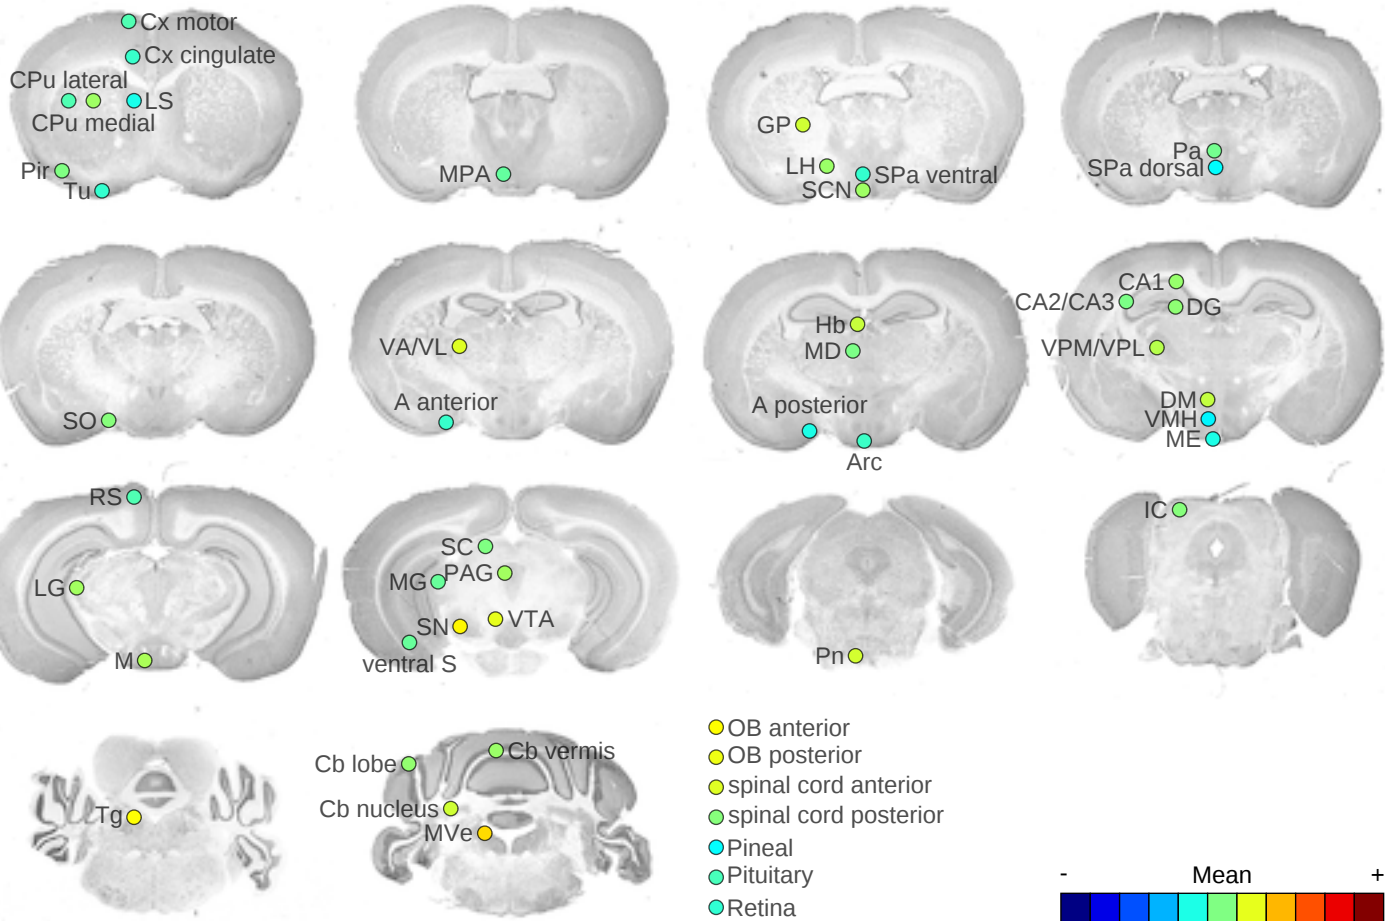 Cx motor
Cx cingulate
CPu lateral
LS
CPu medial
Pir
Tu
MPA
GP
LH
SPa ventral
SCN
Pa
SPa dorsal
SO
VA/VL
A anterior
Hb
MD
A posterior
Arc
CA1
CA2/CA3
DG
VPM/VPL
DM
VMH
ME
RS
LG
M
SC
MG
PAG
SN
VTA
ventral S
Pn
IC
Tg
Cb lobe
Cb vermis
Cb nucleus
MVe
OB anterior
OB posterior
spinal cord anterior
spinal cord posterior
Pineal
Pituitary
Retina
- Mean +